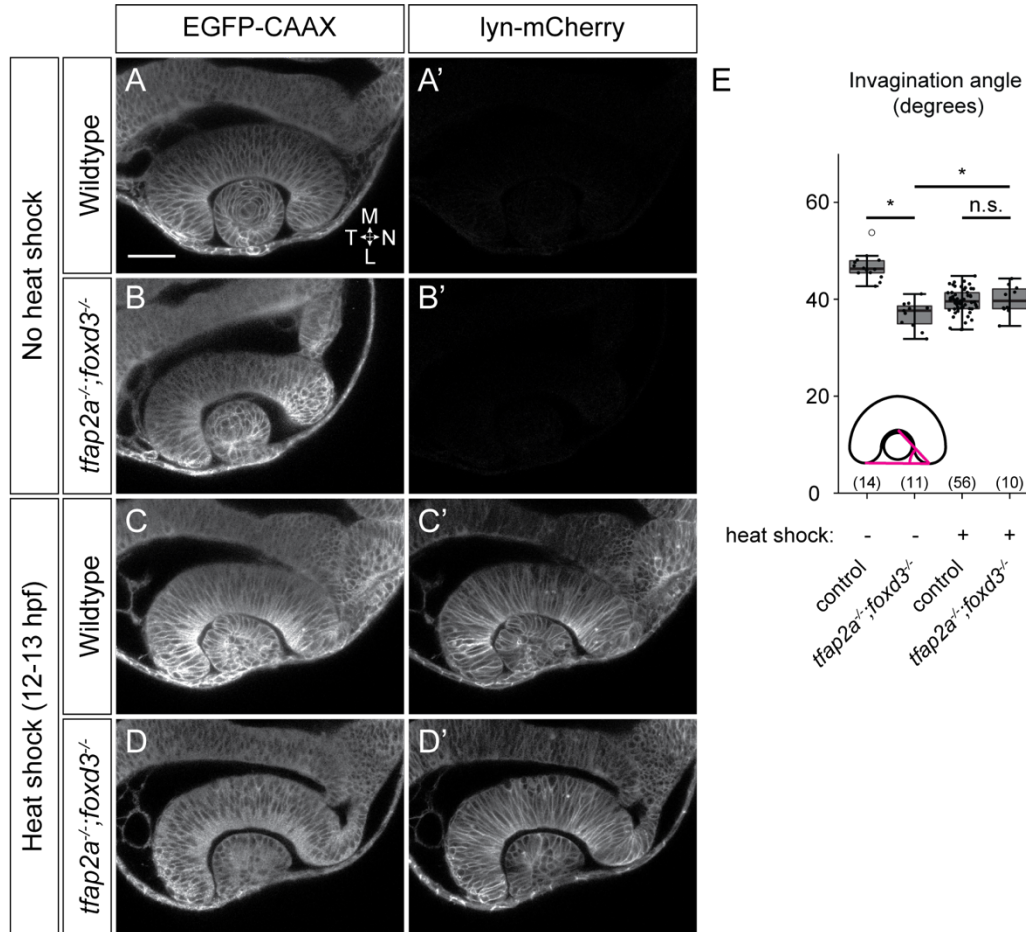 EGFP-CAAX
lyn-mCherry
No heat shock
Wildtype
A
M
T N
L
A'
tfap2a-/-;foxd3-/-
B
B'
Heat shock (12-13 hpf)
Wildtype
C
C'
tfap2a-/-;foxd3-/-
D
D'
E
Invagination angle
(degrees)
60
40
20
0
*
*
n.s.
(14) (11) (56) (10)
heat shock: - - + +
control
tfap2a-/-;foxd3-/-
control
tfap2a-/-;foxd3-/-